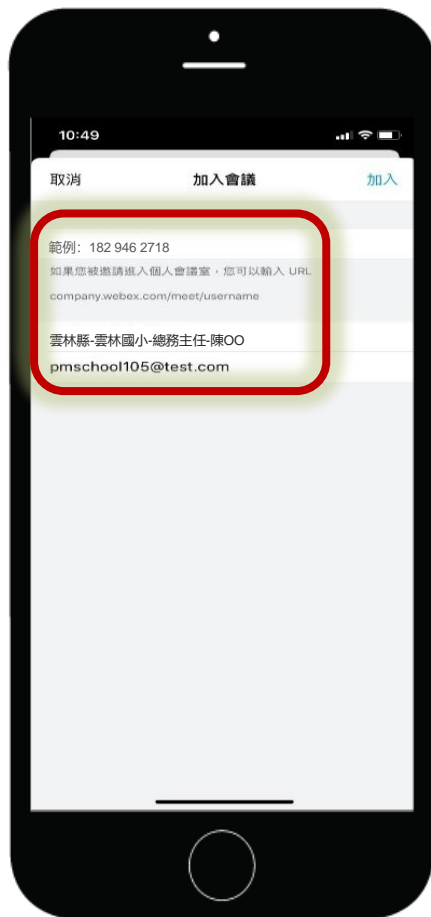 10:49
取消 加入會議 加入
範例: 182 946 2718
如果您被邀請進入個人會議室，您可以輸入 URL
company.webex.com/meet/username
雲林縣-雲林國小-總務主任-陳OO
pmschool105@test.com